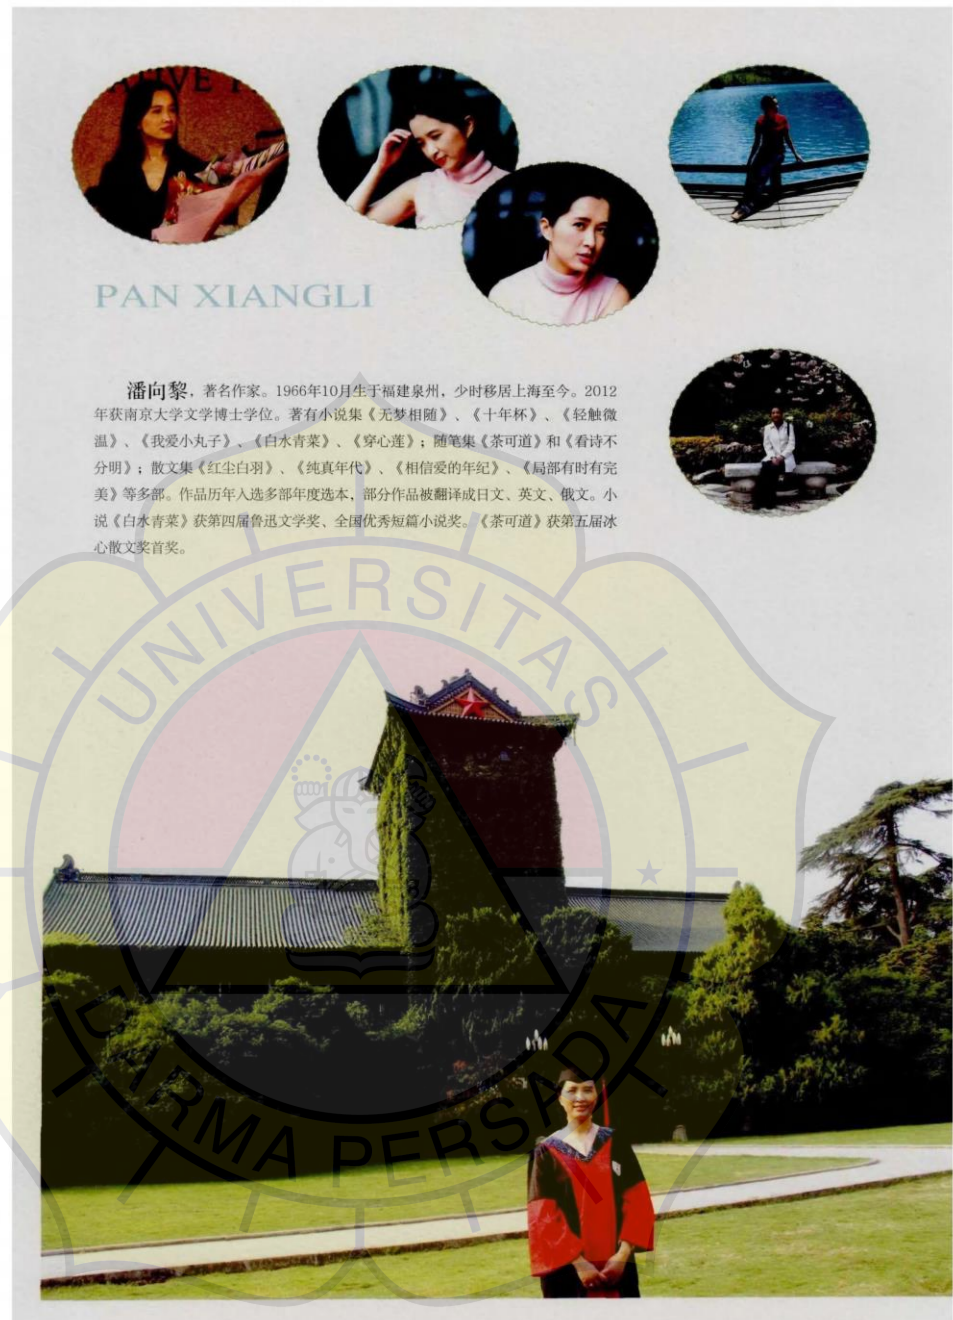 PAN XIANGLI
潘向黎，著名作家。1966年10月生于福建泉州，少时移居上海至今。2012
年获南京大学文学博士学位。著有小说集《无梦相随》、《十年杯》、《轻触微
温》、《我爱小丸子》、《白水青菜》、《穿心莲》；随笔集《茶可道》和《看诗不
分明》；散文集《红尘白羽》、《纯真年代》、《相信爱的年纪》、《局部有时有完
美》等多部。作品历年入选多部年度选本，部分作品被翻译成日文、英文、俄文。小
说《白水青菜》获第四届鲁迅文学奖、全国优秀短篇小说奖。《茶可道》获第五届冰
心散文奖首奖。
UNIVERSITAS
DARMA PERSADA